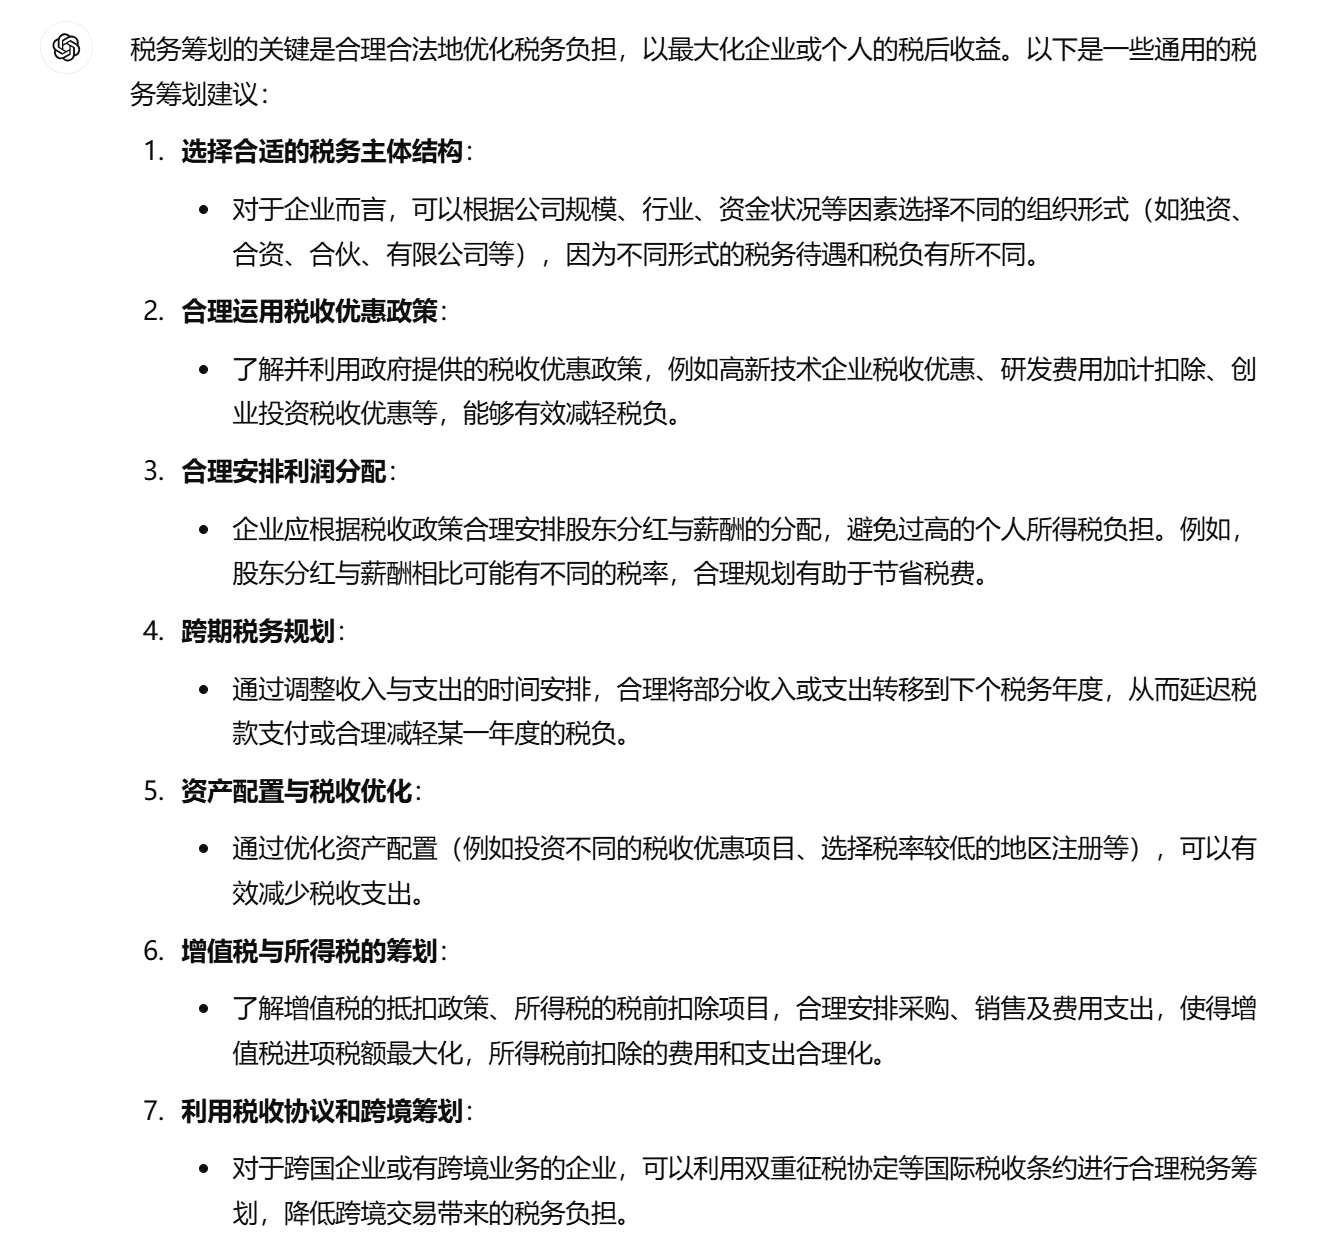 税务筹划的关键是合理合法地优化税务负担，以最大化企业或个人的税后收益。以下是一些通用的税
务筹划建议：
1. 选择合适的税务主体结构：
• 对于企业而言，可以根据公司规模、行业、资金状况等因素选择不同的组织形式（如独资、
合资、合伙、有限公司等），因为不同形式的税务待遇和税负有所不同。
2. 合理运用税收优惠政策：
• 了解并利用政府提供的税收优惠政策，例如高新技术企业税收优惠、研发费用加计扣除、创
业投资税收优惠等，能够有效减轻税负。
3. 合理安排利润分配：
• 企业应根据税收政策合理安排股东分红与薪酬的分配，避免过高的个人所得税负担。例如，
股东分红与薪酬相比可能有不同的税率，合理规划有助于节省税费。
4. 跨期税务规划：
• 通过调整收入与支出的时间安排，合理将部分收入或支出转移到下个税务年度，从而延迟税
款支付或合理减轻某一年度的税负。
5. 资产配置与税收优化：
• 通过优化资产配置（例如投资不同的税收优惠项目、选择税率较低的地区注册等），可以有
效减少税收支出。
6. 增值税与所得税的筹划：
• 了解增值税的抵扣政策、所得税的税前扣除项目，合理安排采购、销售及费用支出，使得增
值税进项税额最大化，所得税前扣除的费用和支出合理化。
7. 利用税收协议和跨境筹划：
• 对于跨国企业或有跨境业务的企业，可以利用双重征税协定等国际税收条约进行合理税务筹
划，降低跨境交易带来的税务负担。